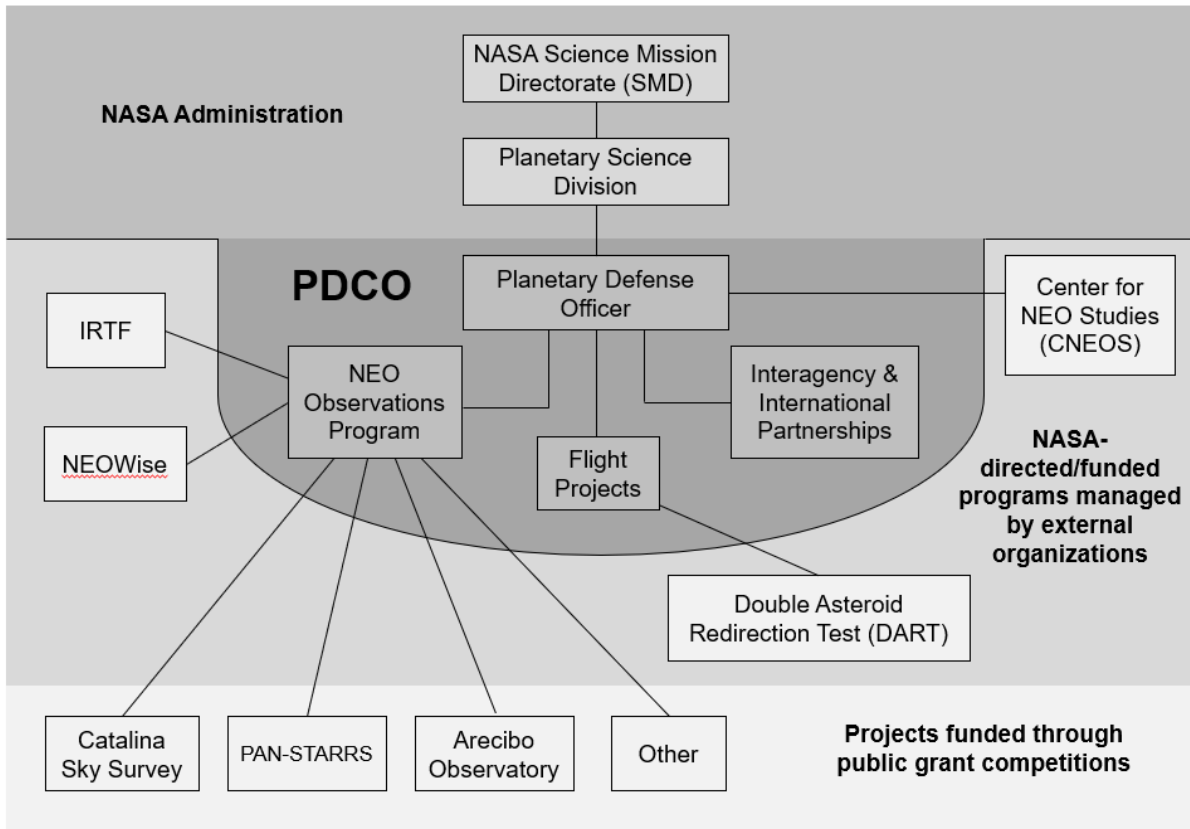 NASA Science Mission
Directorate (SMD)
NASA Administration
Planetary Science
Division
PDCO
Planetary Defense
Officer
Center for
NEO Studies
(CNEOS)
IRTF
NEO
Observations
Program
Interagency &
International
Partnerships
NEOWise
Flight
Projects
NASA-
directed/funded
programs managed
by external
organizations
Double Asteroid
Redirection Test (DART)
Catalina
Sky Survey
PAN-STARRS
Arecibo
Observatory
Other
Projects funded through
public grant competitions